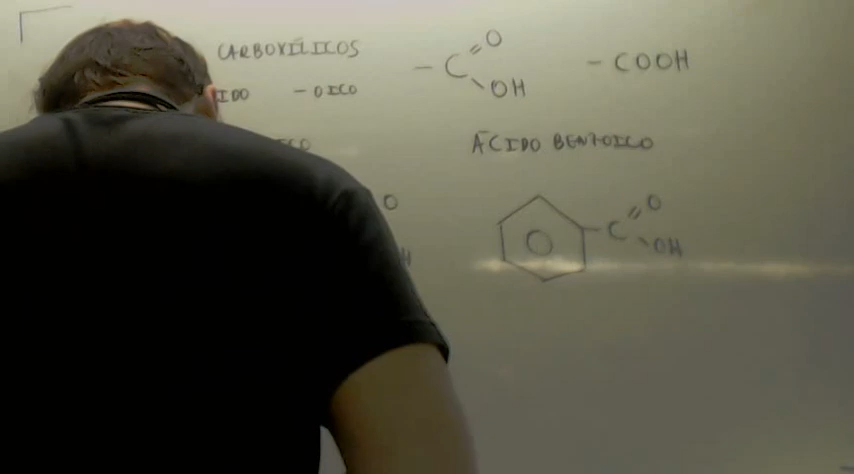 CARBOXÍLICOS
-C=O
OH
-COOH
-OICO
ÁCIDO BENZOICO
O
H
C=O
OH